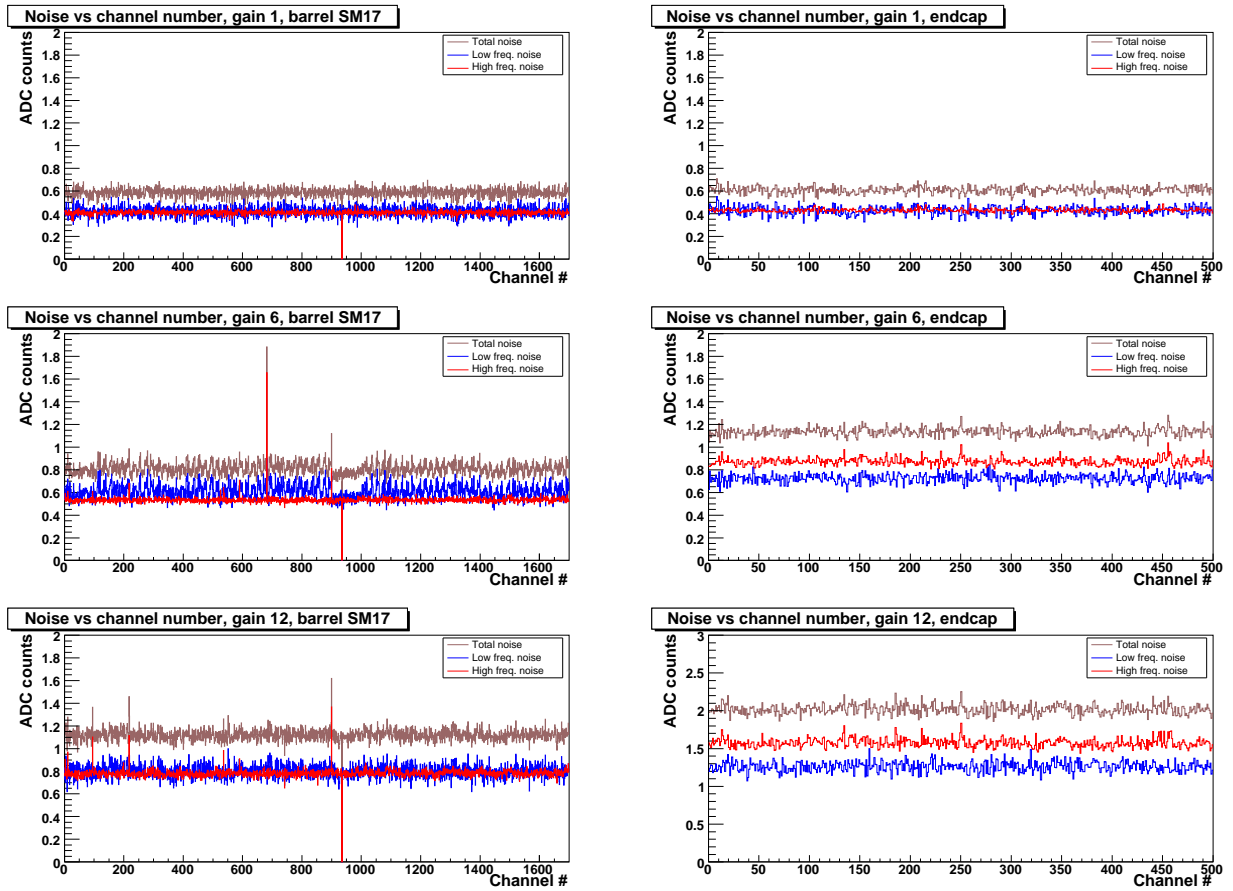 Noise vs channel number, gain 1, barrel SM17
ADC counts
2
1.8
1.6
1.4
1.2
1
0.8
0.6
0.4
0.2
0
Total noise
Low freq. noise
High freq. noise
0 200 400 600 800 1000 1200 1400 1600
Channel #
Noise vs channel number, gain 1, endcap
ADC counts
2
1.8
1.6
1.4
1.2
1
0.8
0.6
0.4
0.2
0
Total noise
Low freq. noise
High freq. noise
0 50 100 150 200 250 300 350 400 450 500
Channel #
Noise vs channel number, gain 6, barrel SM17
ADC counts
2
1.8
1.6
1.4
1.2
1
0.8
0.6
0.4
0.2
0
Total noise
Low freq. noise
High freq. noise
0 200 400 600 800 1000 1200 1400 1600
Channel #
Noise vs channel number, gain 6, endcap
ADC counts
2
1.8
1.6
1.4
1.2
1
0.8
0.6
0.4
0.2
0
Total noise
Low freq. noise
High freq. noise
0 50 100 150 200 250 300 350 400 450 500
Channel #
Noise vs channel number, gain 12, barrel SM17
ADC counts
2
1.8
1.6
1.4
1.2
1
0.8
0.6
0.4
0.2
0
Total noise
Low freq. noise
High freq. noise
0 200 400 600 800 1000 1200 1400 1600
Channel #
Noise vs channel number, gain 12, endcap
ADC counts
3
2.5
2
1.5
1
0.5
0
Total noise
Low freq. noise
High freq. noise
0 50 100 150 200 250 300 350 400 450 500
Channel #